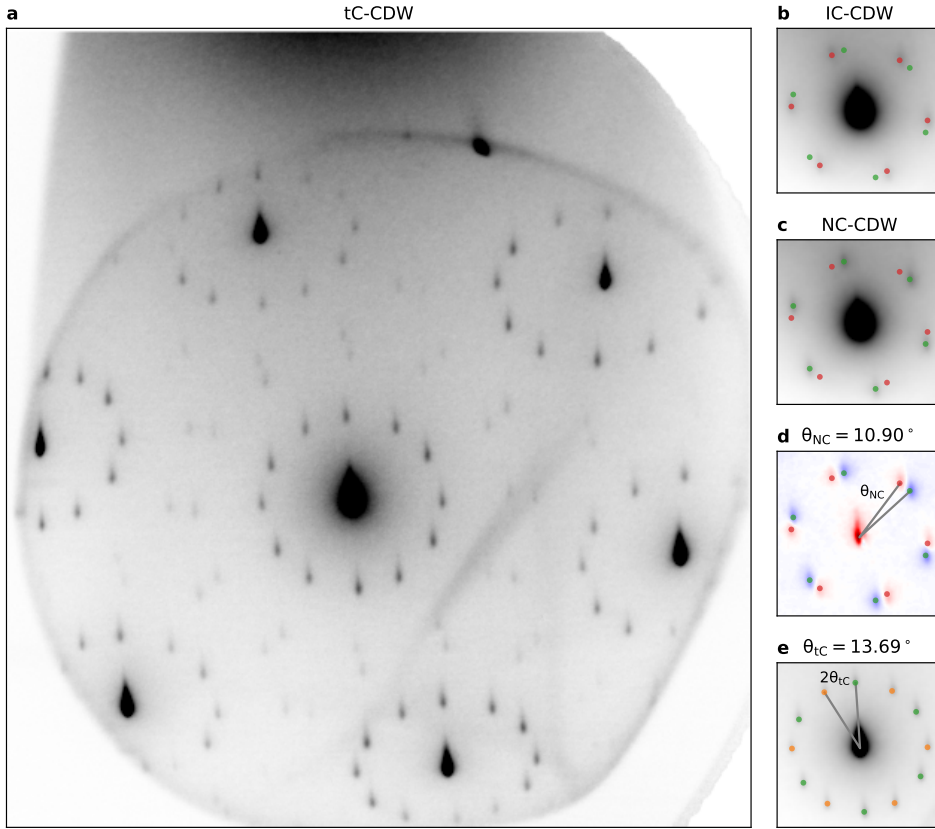 a tC-CDW
b IC-CDW
c NC-CDW
d θNC = 10.90°
θNC
e θtC = 13.69°
2θtC